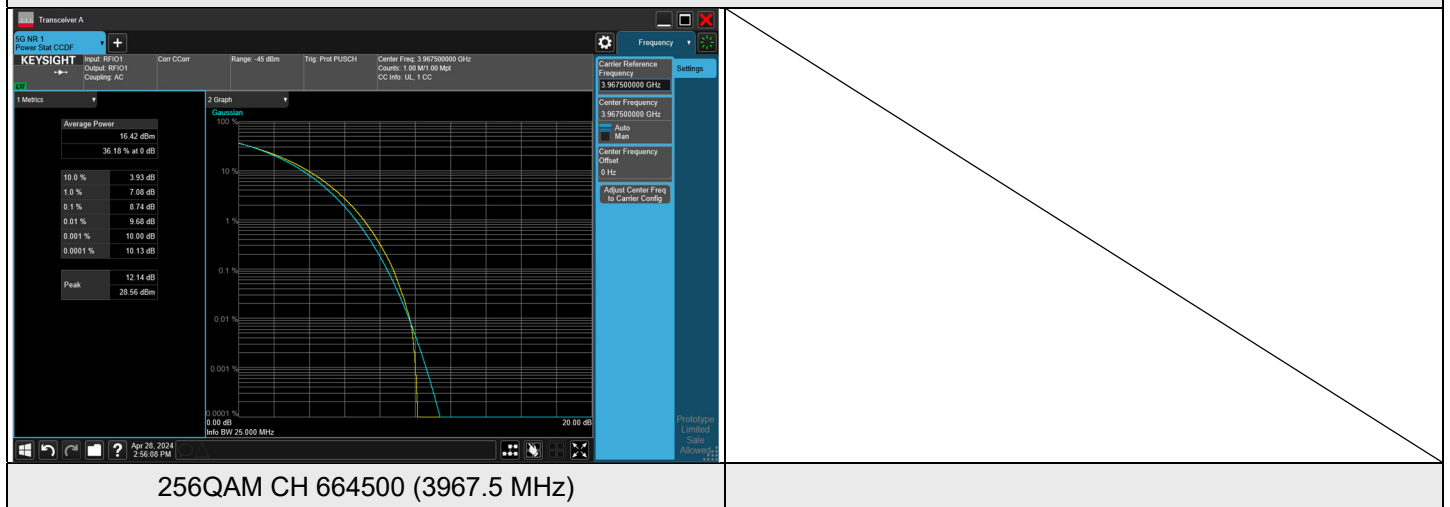 Transceiver A
5G NR 1
Power Stat CCDF
Frequency
KEYSIGHT
Input: RFIO1
Output: RFIO1
Coupling: AC
Corr CCorr
Range: -45 dBm
Trig: Prot PUSCH
Center Freq: 3.967500000 GHz
Counts: 1.00 M/1.00 Mpt
CC Info: UL, 1 CC
1 Metrics
Average Power
16.42 dBm
36.18 % at 0 dB
10.0 % 3.93 dB
1.0 % 7.08 dB
0.1 % 8.74 dB
0.01 % 9.68 dB
0.001 % 10.00 dB
0.0001 % 10.13 dB
Peak
12.14 dB
28.56 dBm
2 Graph
Gaussian
100 %
10 %
1 %
0.1 %
0.01 %
0.001 %
0.0001 %
0.00 dB 20.00 dB
Info BW 25.000 MHz
Carrier Reference
Frequency
3.967500000 GHz
Center Frequency
3.967500000 GHz
Auto
Man
Center Frequency
Offset
0 Hz
Adjust Center Freq
to Carrier Config
Settings
Prototype
Limited
Sale
Allowed
?
Apr 28, 2024
2:56:08 PM
256QAM CH 664500 (3967.5 MHz)